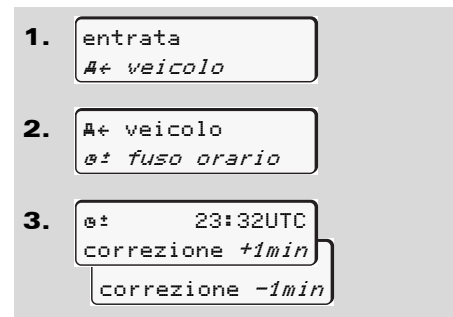 1. entrata
veicolo
2. veicolo
fuso orario
3. 23:32UTC
correzione +1min
correzione -1min